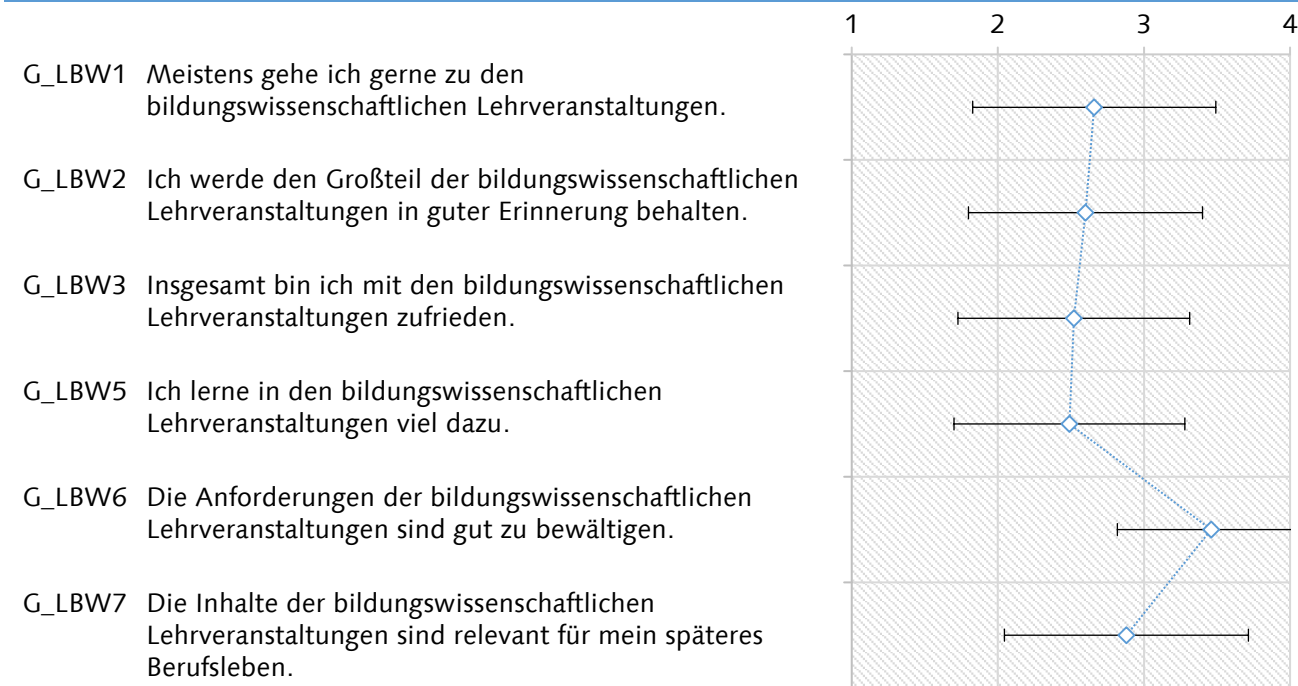 1 2 3 4
G_LBW1 Meistens gehe ich gerne zu den
bildungswissenschaftlichen Lehrveranstaltungen.
G_LBW2 Ich werde den Großteil der bildungswissenschaftlichen
Lehrveranstaltungen in guter Erinnerung behalten.
G_LBW3 Insgesamt bin ich mit den bildungswissenschaftlichen
Lehrveranstaltungen zufrieden.
G_LBW5 Ich lerne in den bildungswissenschaftlichen
Lehrveranstaltungen viel dazu.
G_LBW6 Die Anforderungen der bildungswissenschaftlichen
Lehrveranstaltungen sind gut zu bewältigen.
G_LBW7 Die Inhalte der bildungswissenschaftlichen
Lehrveranstaltungen sind relevant für mein späteres
Berufsleben.